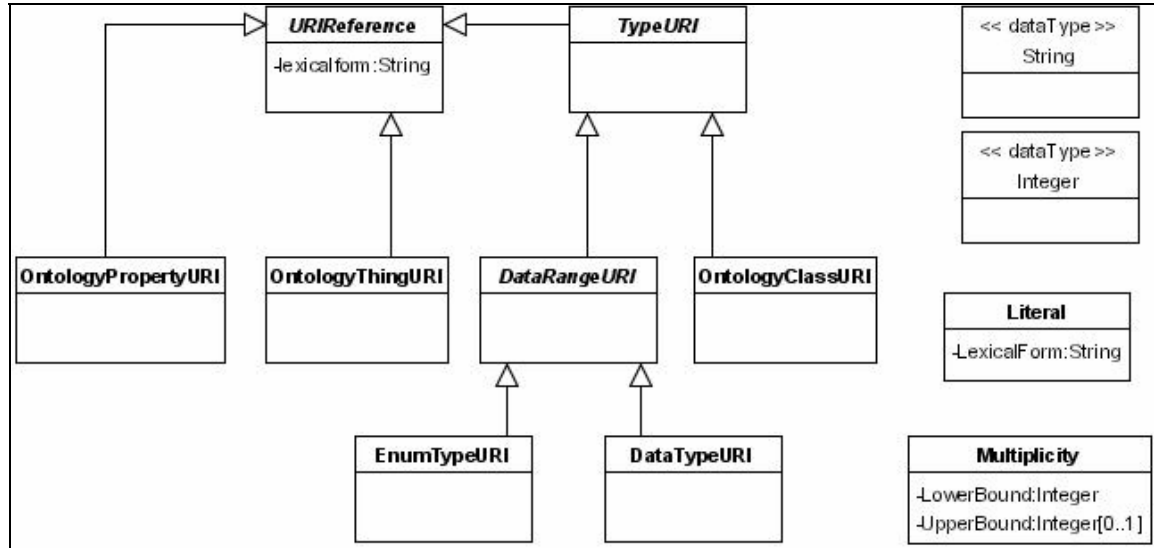 URIReference
-lexicalform:String
TypeURI
<< dataType >>
String
<< dataType >>
Integer
OntologyPropertyURI
OntologyThingURI
DataRangeURI
OntologyClassURI
Literal
-LexicalForm:String
EnumTypeURI
DataTypeURI
Multiplicity
-LowerBound:Integer
-UpperBound:Integer[0..1]